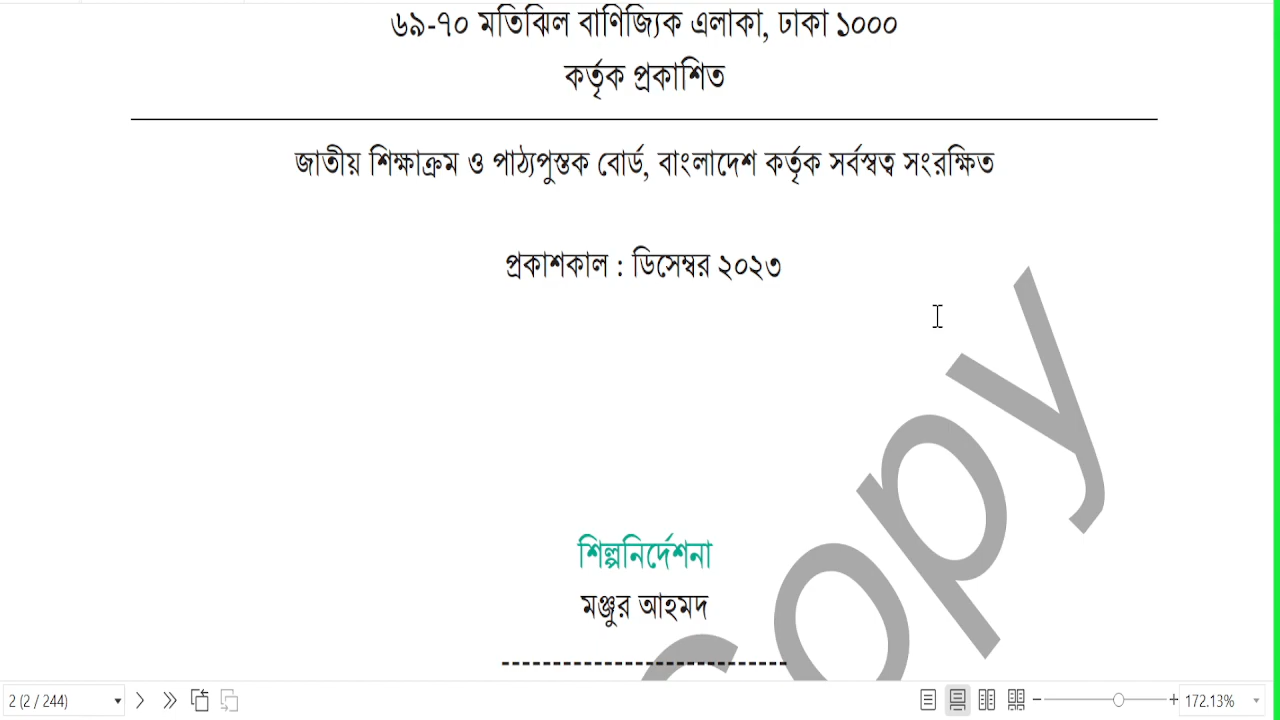 ৬৯-৭০ মতিঝিল বাণিজ্যিক এলাকা, ঢাকা ১০০০
কর্তৃক প্রকাশিত
জাতীয় শিক্ষাক্রম ও পাঠ্যপুস্তক বোর্ড, বাংলাদেশ কর্তৃক সর্বস্বত্ব সংরক্ষিত
প্রকাশকাল : ডিসেম্বর ২০২৩
শিল্পনির্দেশনা
মঞ্জুর আহমদ
copy
2 (2 / 244)
172.13%